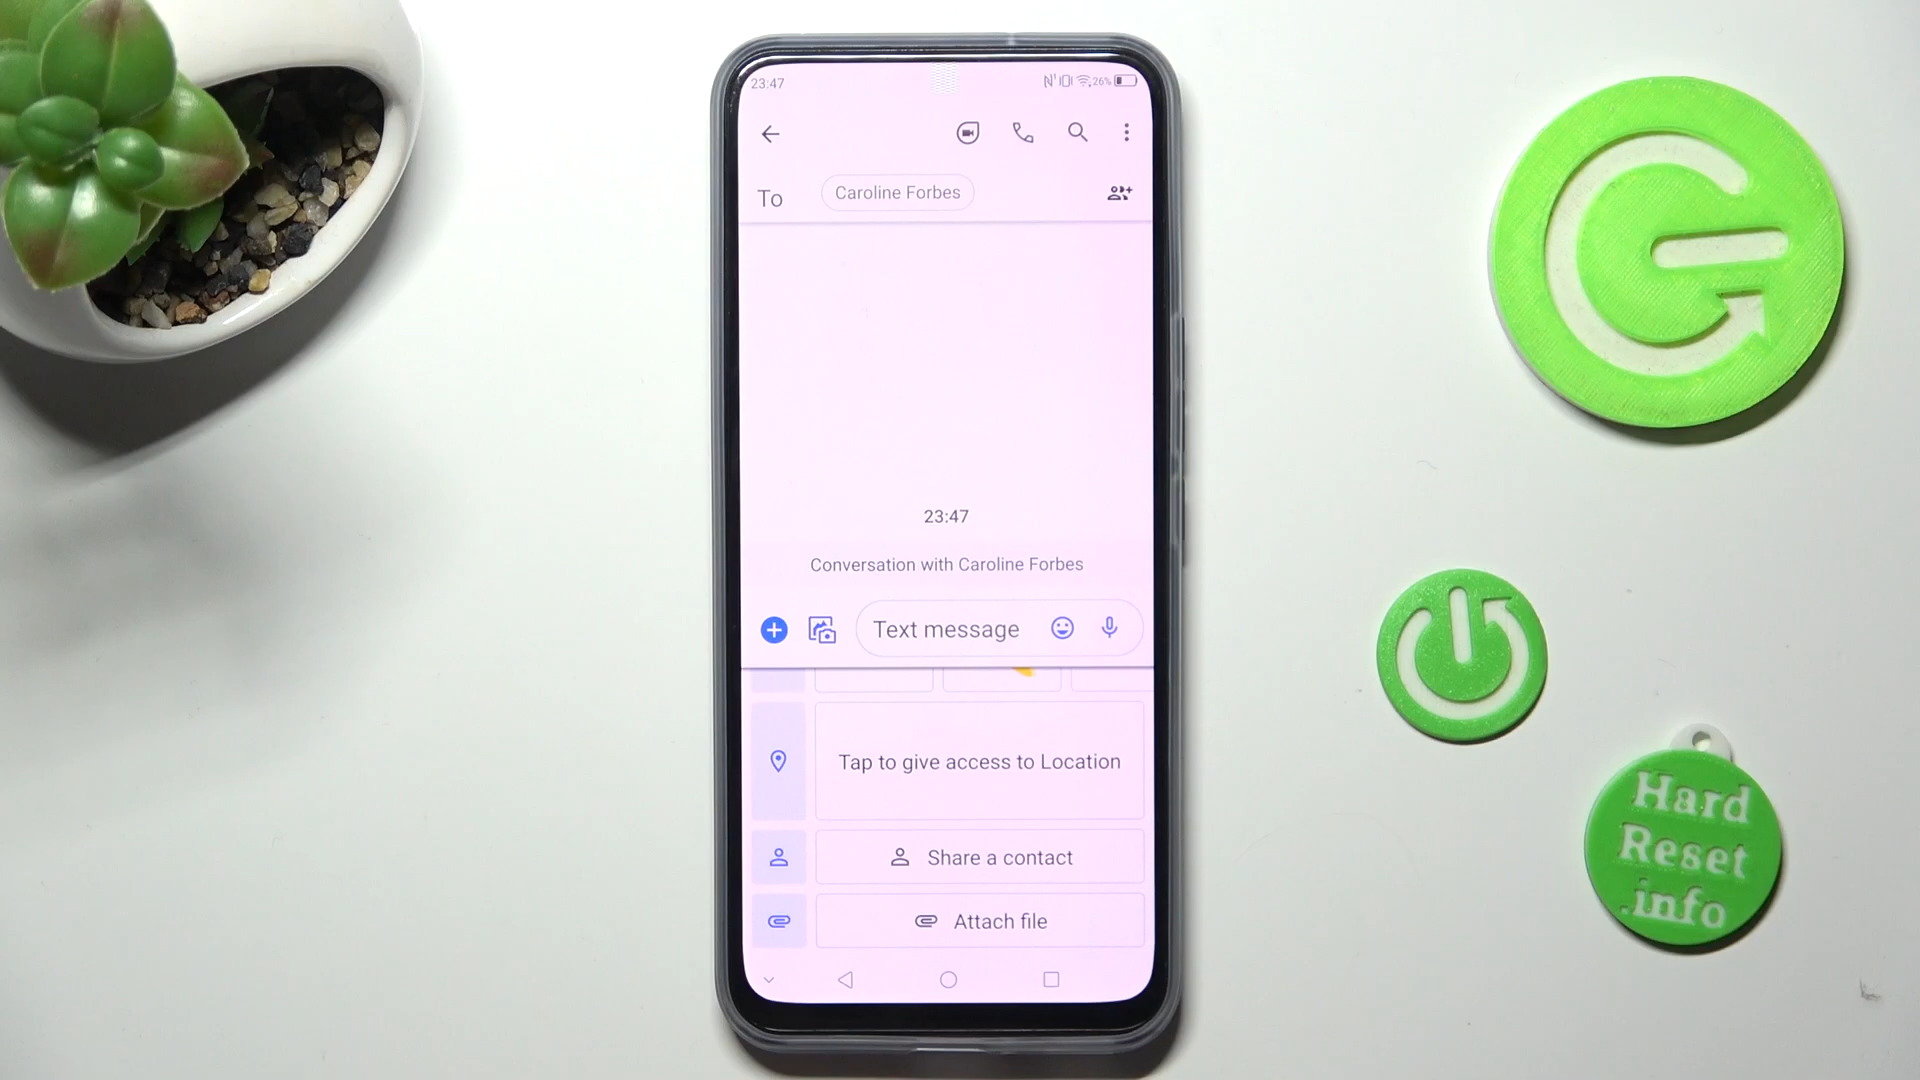 23:47
26%
To
Caroline Forbes
23:47
Conversation with Caroline Forbes
Text message
Tap to give access to Location
Share a contact
Attach file
Hard
Reset
.info